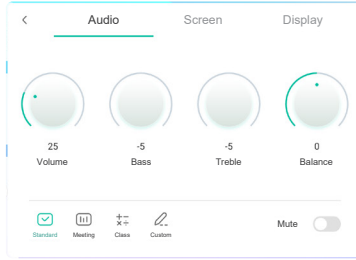 Audio Screen Display
25 -5 -5 0
Volume Bass Treble Balance
Standard Meeting Class Custom Mute